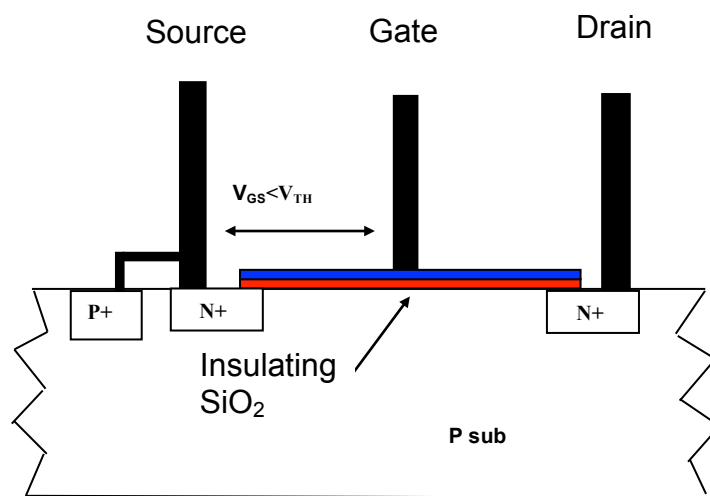 Source
Gate
Drain
VGS<VTH
P+
N+
N+
Insulating
SiO2
P sub